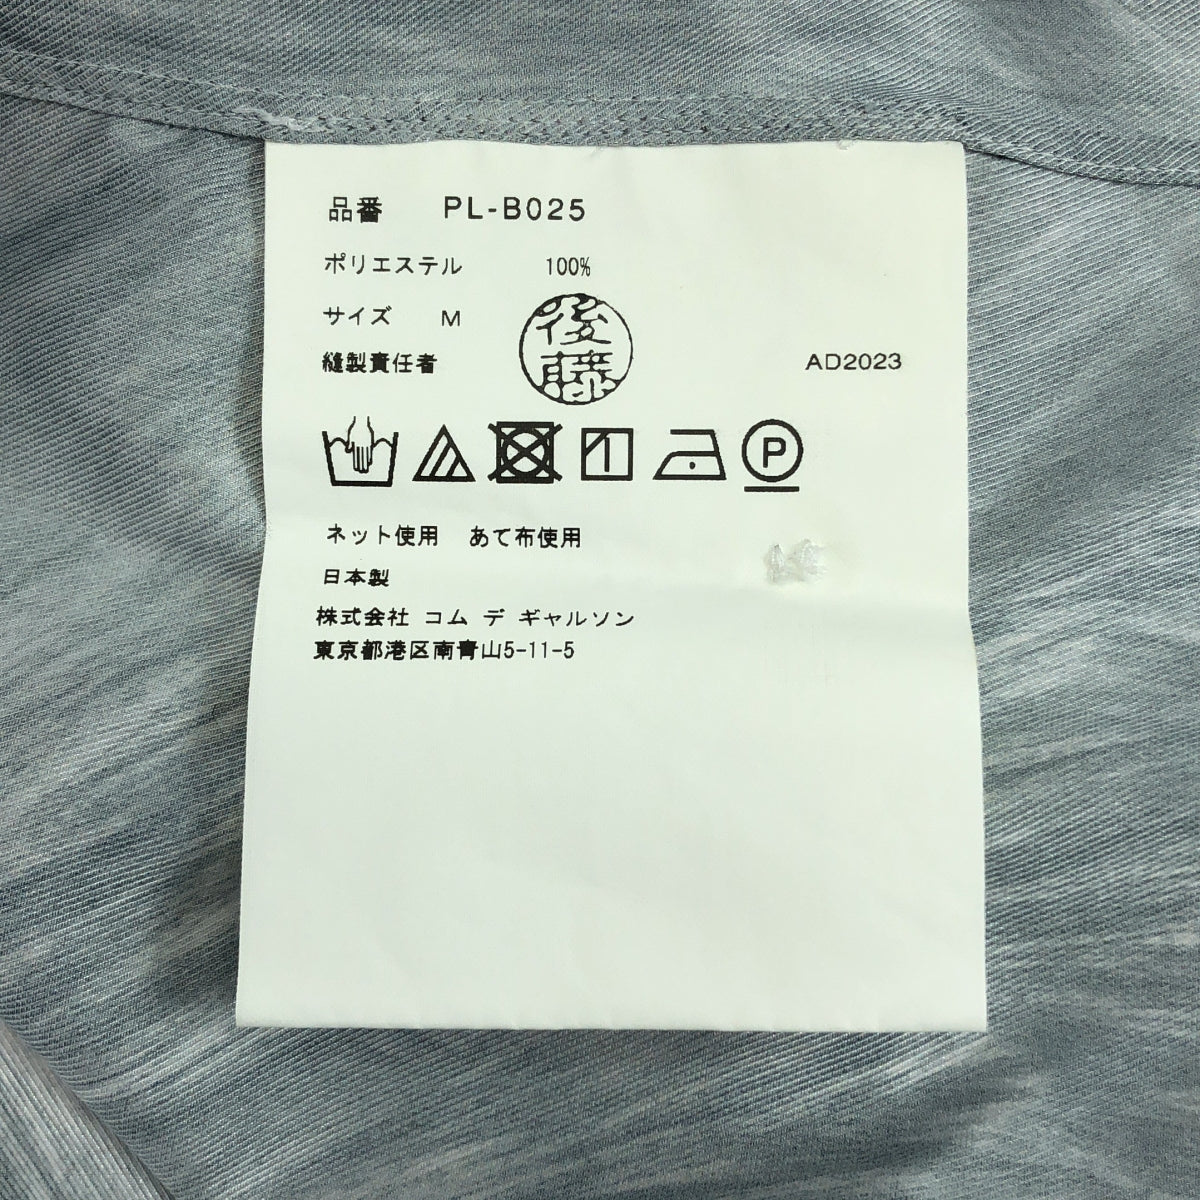 品番 PL-B025
ポリエステル 100%
サイズ M
後藤
縫製責任者 AD2023
P
ネット使用 あて布使用
日本製
株式会社 コム デ ギャルソン
東京都港区南青山5-11-5